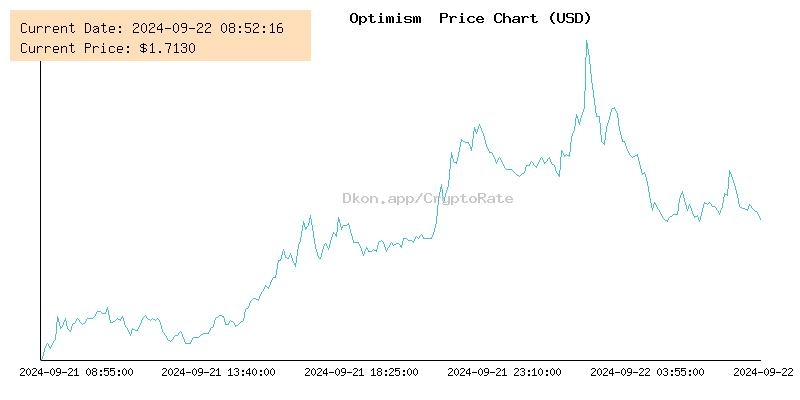 Optimism  Price Chart (USD)
Current Date: 2024-09-22 08:52:16
Current Price: $1.7130
Dkon.app/CryptoRate
2024-09-21 08:55:00 2024-09-21 13:40:00 2024-09-21 18:25:00 2024-09-21 23:10:00 2024-09-22 03:55:00 2024-09-22